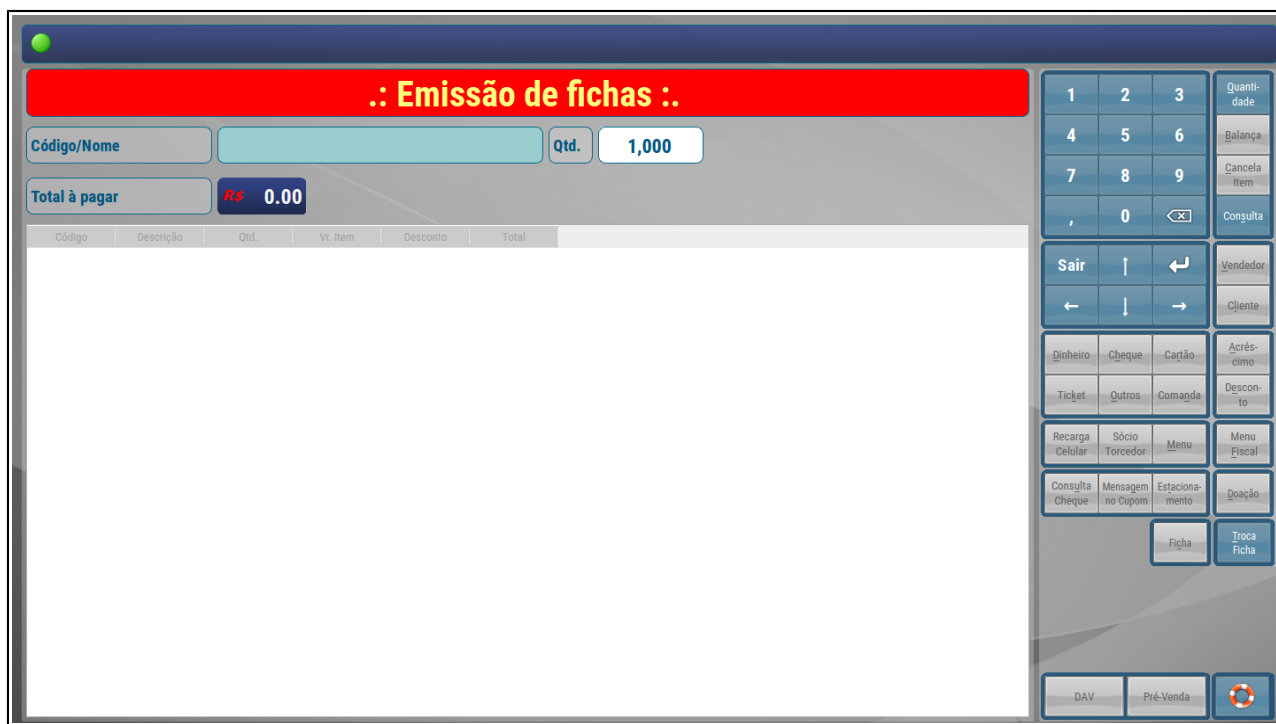 .: Emissão de fichas :.
Código/Nome
Qtd.
1,000
Total à pagar
R$ 0.00
Código Descrição Qtd. Vr. Item Desconto Total
1 2 3
Quanti-
dade
4 5 6
Balança
7 8 9
Cancela
Item
, 0
Consulta
Sair ↑ ↵
Vendedor
← ↓ →
Cliente
Dinheiro Cheque Cartão
Acrés-
cimo
Ticket Outros Comanda
Descon-
to
Recarga
Celular
Sócio
Torcedor
Menu
Menu
Fiscal
Consulta
Cheque
Mensagem
no Cupom
Estaciona-
mento
Doação
Ficha
Troca
Ficha
DAV Pré-Venda